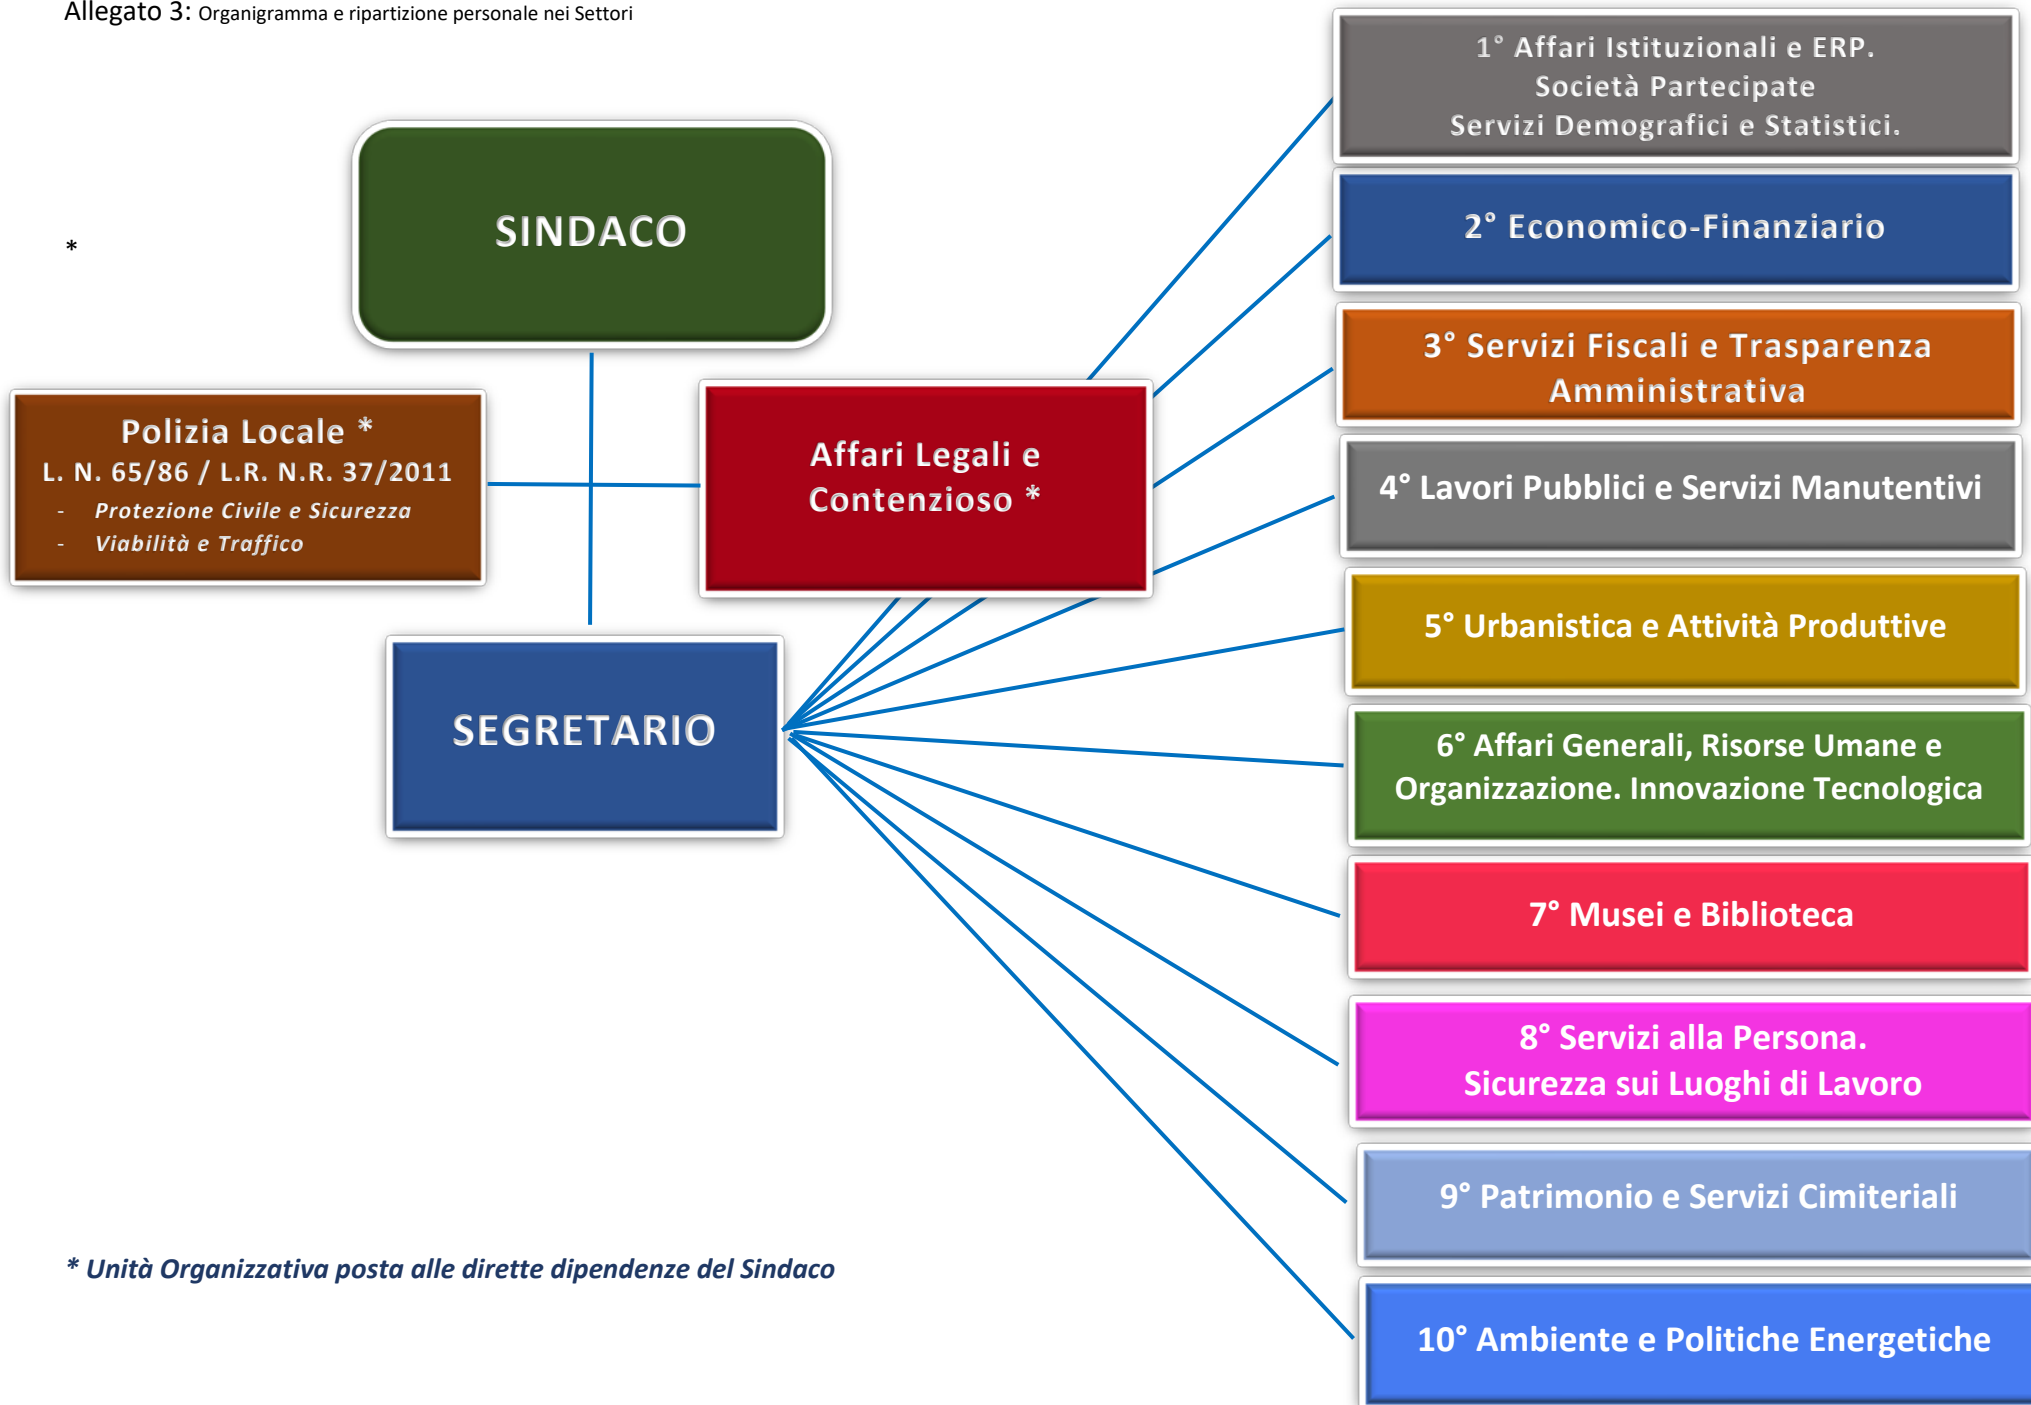 Allegato 3: Organigramma e ripartizione personale nei Settori
SINDACO
*
Polizia Locale *
L. N. 65/86 / L.R. N.R. 37/2011
- Protezione Civile e Sicurezza
- Viabilità e Traffico
Affari Legali e
Contenzioso *
SEGRETARIO
1° Affari Istituzionali e ERP.
Società Partecipate
Servizi Demografici e Statistici.
2° Economico-Finanziario
3° Servizi Fiscali e Trasparenza
Amministrativa
4° Lavori Pubblici e Servizi Manutentivi
5° Urbanistica e Attività Produttive
6° Affari Generali, Risorse Umane e
Organizzazione. Innovazione Tecnologica
7° Musei e Biblioteca
8° Servizi alla Persona.
Sicurezza sui Luoghi di Lavoro
9° Patrimonio e Servizi Cimiteriali
10° Ambiente e Politiche Energetiche
* Unità Organizzativa posta alle dirette dipendenze del Sindaco